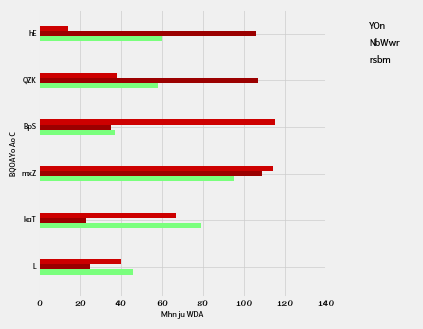 hE
QZK
BpS
mxZ
kaT
L
BQOAYo Ao C
0 20 40 60 80 100 120 140
Mhn ju WDA
YOn
NbWwr
rsbm